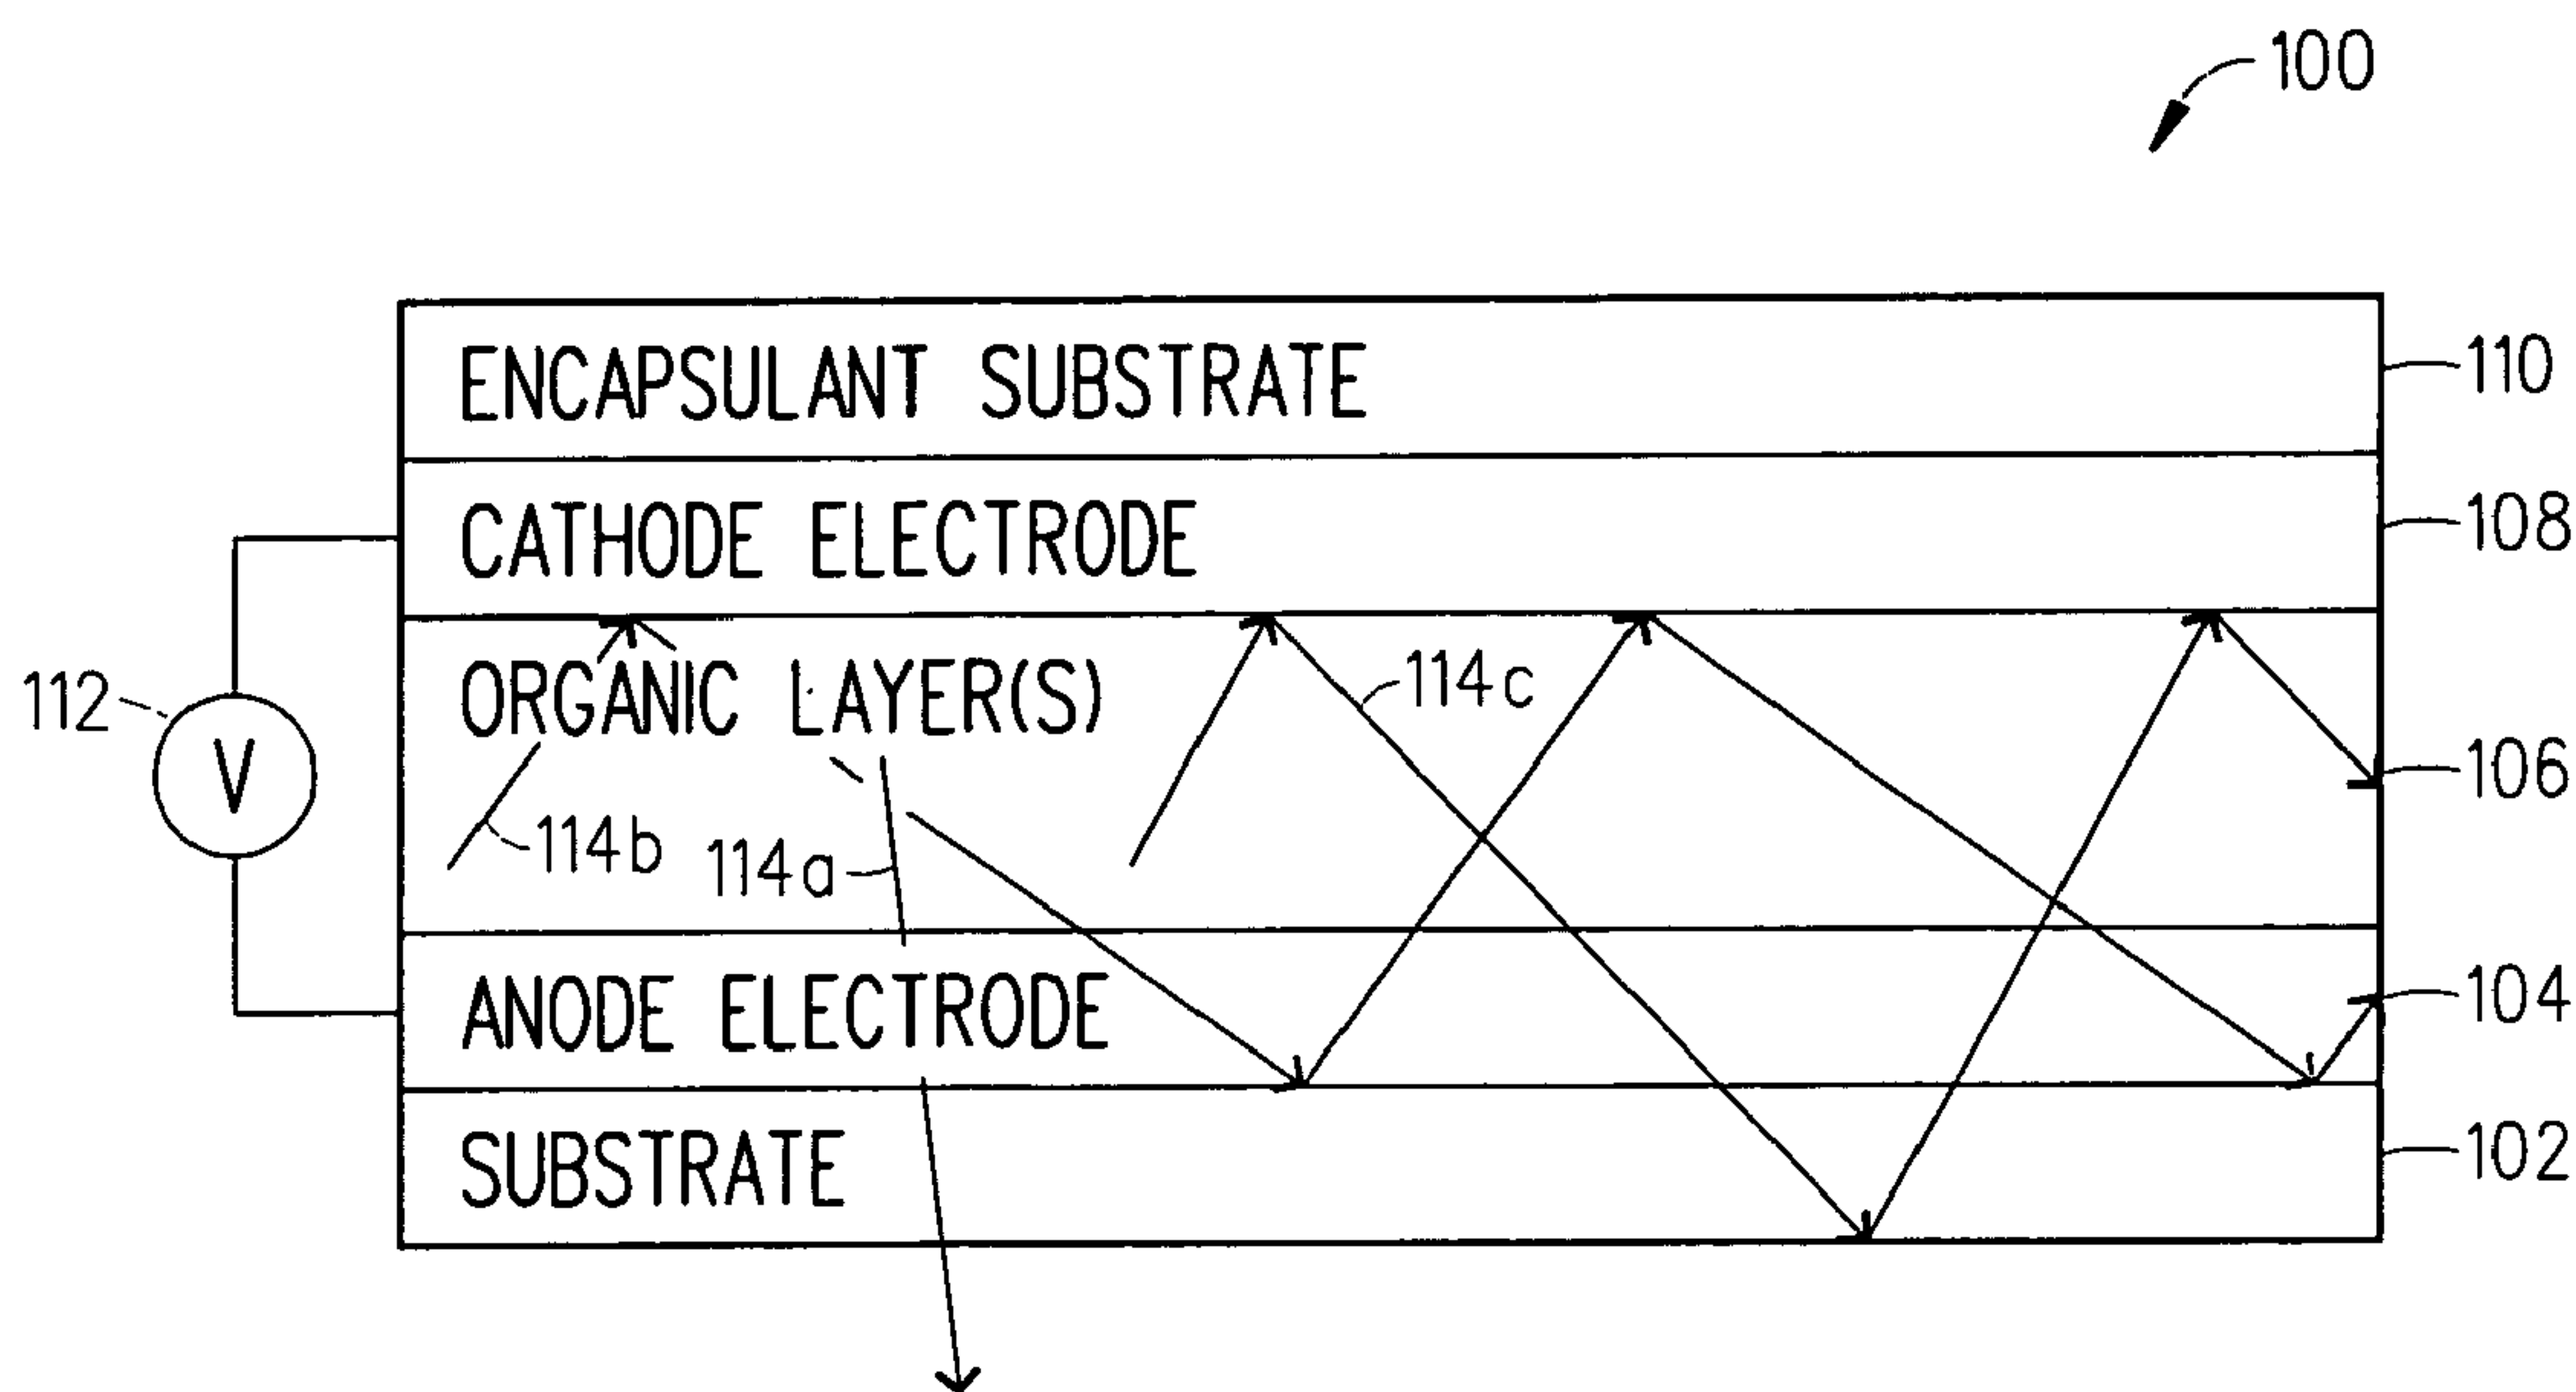 100
ENCAPSULANT SUBSTRATE
110
CATHODE ELECTRODE
108
ORGANIC LAYER(S)
114c
112
V
106
114b
114a
ANODE ELECTRODE
104
SUBSTRATE
102